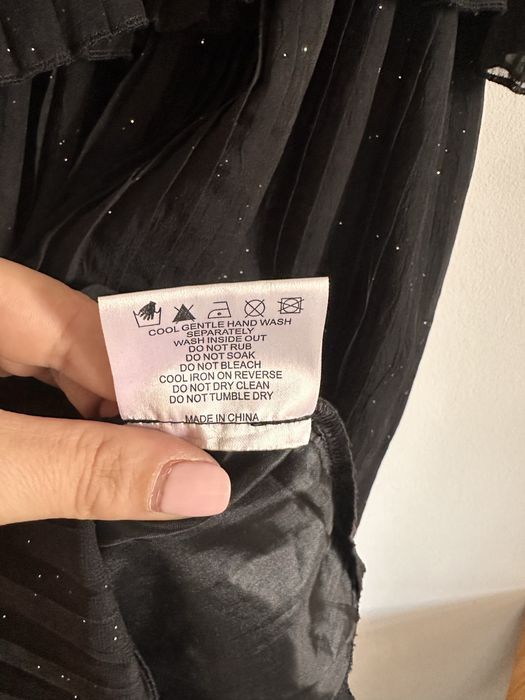 COOL GENTLE HAND WASH
SEPARATELY
WASH INSIDE OUT
DO NOT RUB
DO NOT SOAK
DO NOT BLEACH
COOL IRON ON REVERSE
DO NOT DRY CLEAN
DO NOT TUMBLE DRY
MADE IN CHINA